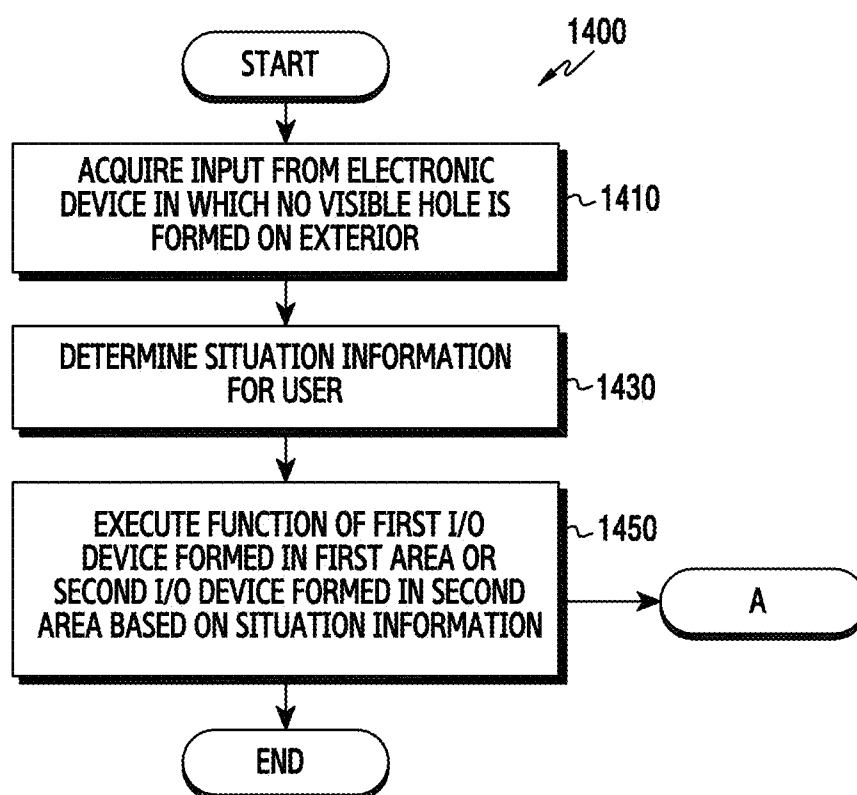 1400
START
ACQUIRE INPUT FROM ELECTRONIC
DEVICE IN WHICH NO VISIBLE HOLE IS
FORMED ON EXTERIOR
1410
DETERMINE SITUATION INFORMATION
FOR USER
1430
EXECUTE FUNCTION OF FIRST I/O
DEVICE FORMED IN FIRST AREA OR
SECOND I/O DEVICE FORMED IN SECOND
AREA BASED ON SITUATION INFORMATION
1450
A
END